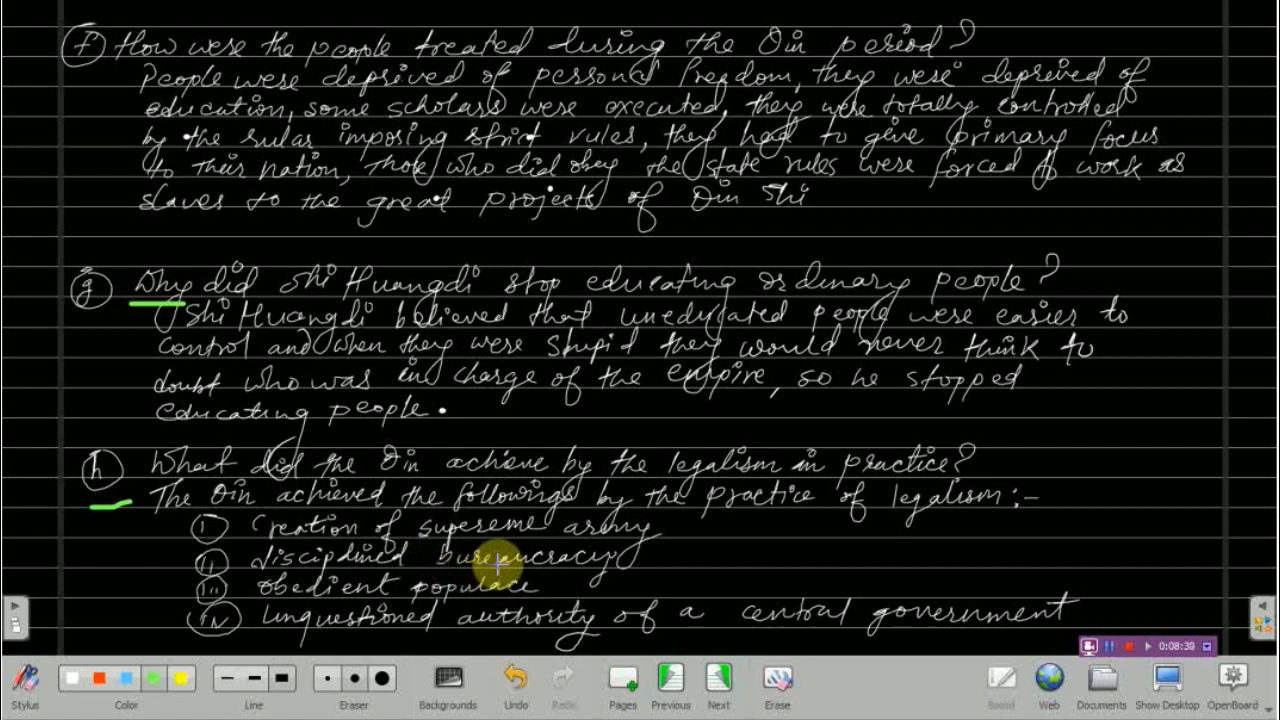 f How were the people treated during the Qin period?
People were deprived of personal freedom, they were deprived of
education, some scholars were executed, they were totally controlled
by the rulars imposing strict rules, they had to give primary focus
to their nation, those who did obey the state rules were forced to work as
slaves to the great projects of Qin Shi
g Why did Shi Huangdi stop educating ordinary people?
Shi Huangdi believed that uneducated people were easier to
control and when they were stupid they would never think to
doubt who was in charge of the empire, so he stopped
educating people.
h What did the Qin achieve by the legalism in practice?
The Qin achieved the followings by the practice of legalism:-
i Creation of supereme army
ii disciplined bureaucracy
iii obedient populace
iv unquestioned authority of a central government
0:08:38
Stylus Color Line Eraser Backgrounds Undo Redo Pages Previous Next Erase Board Web Documents Show Desktop OpenBoard